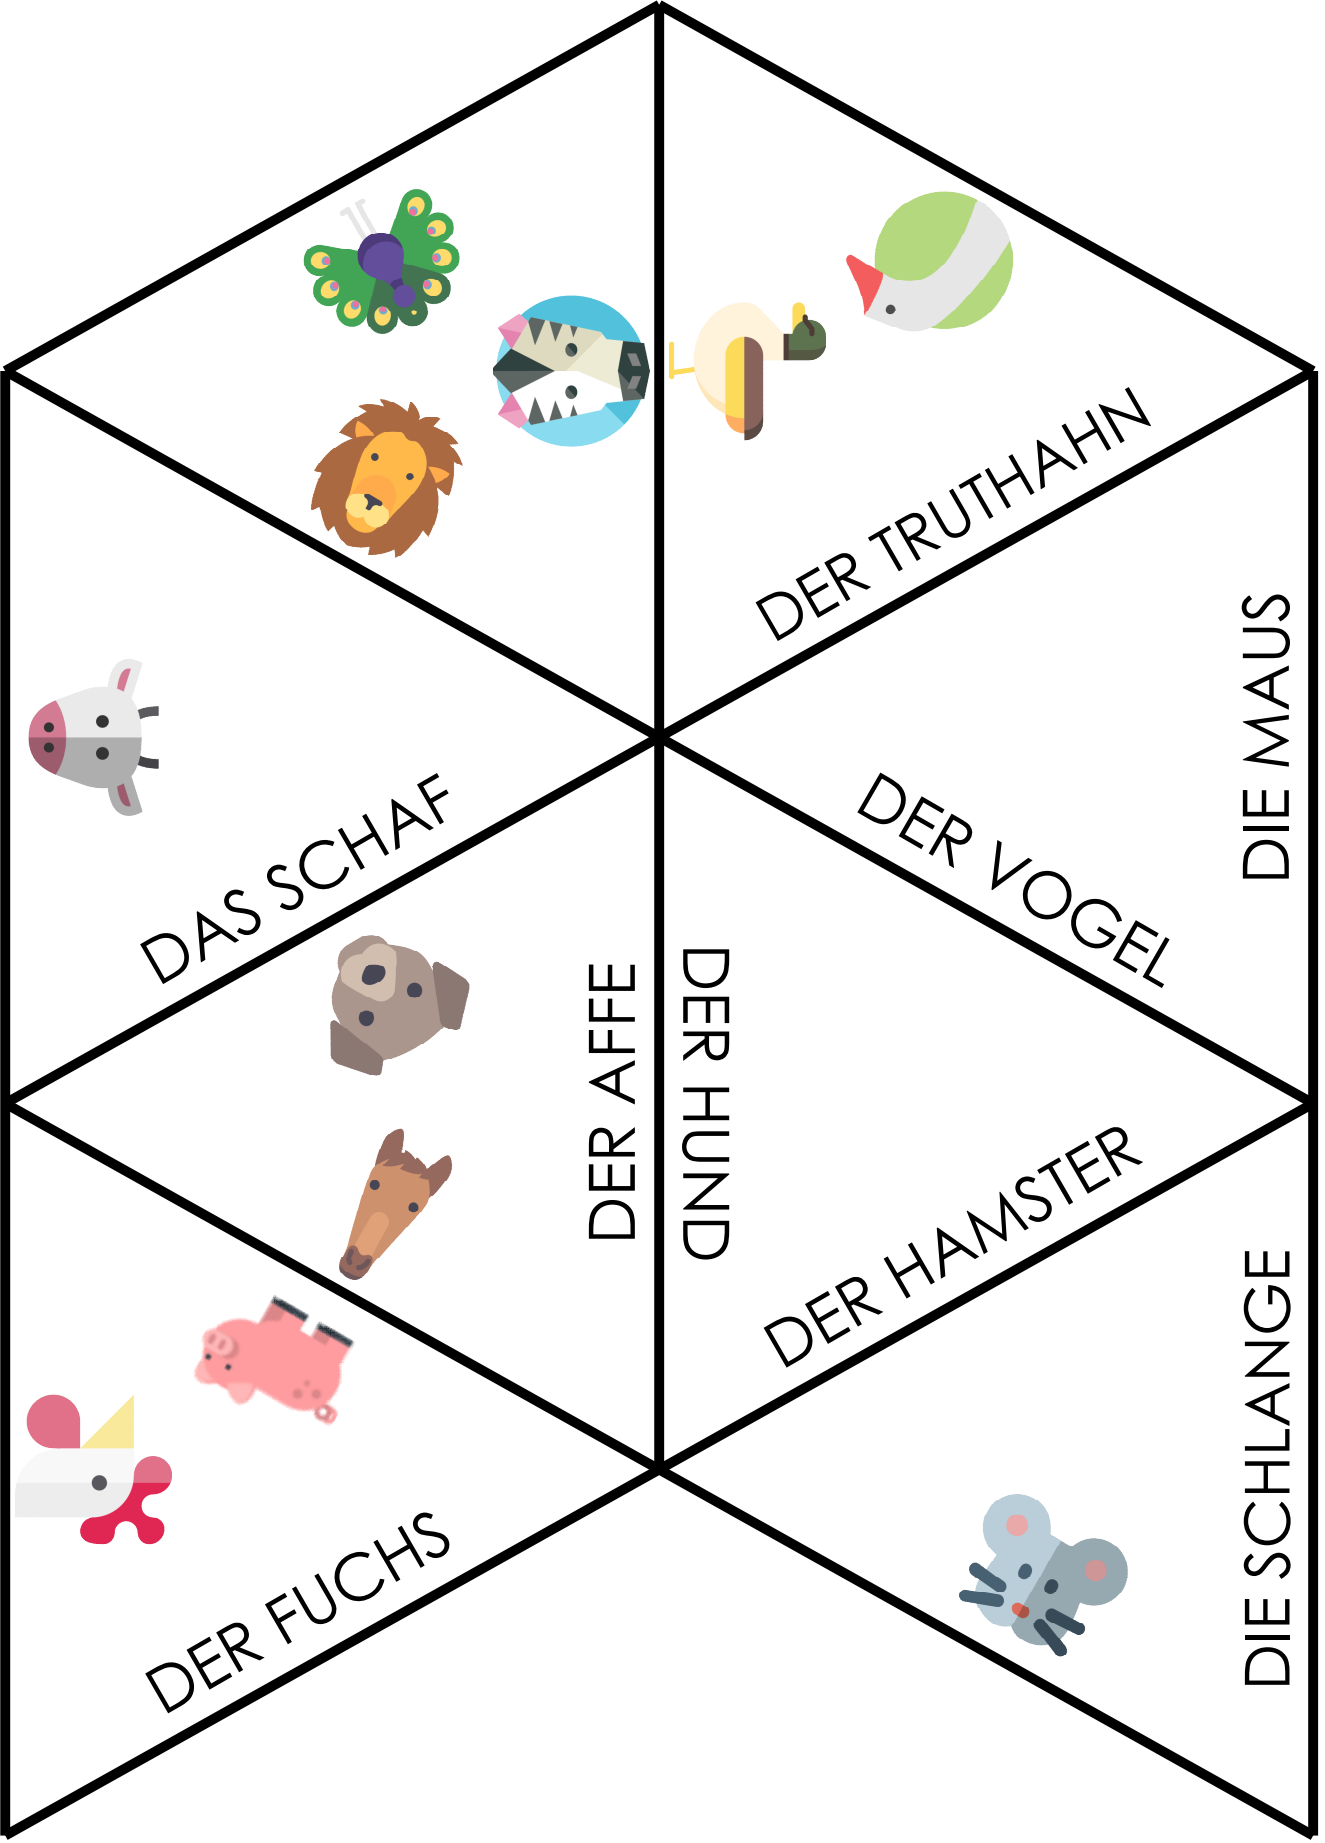 DER TRUTHAHN
DIE MAUS
DAS SCHAF
DER VOGEL
DER AFFE
DER HUND
DER HAMSTER
DIE SCHLANGE
DER FUCHS